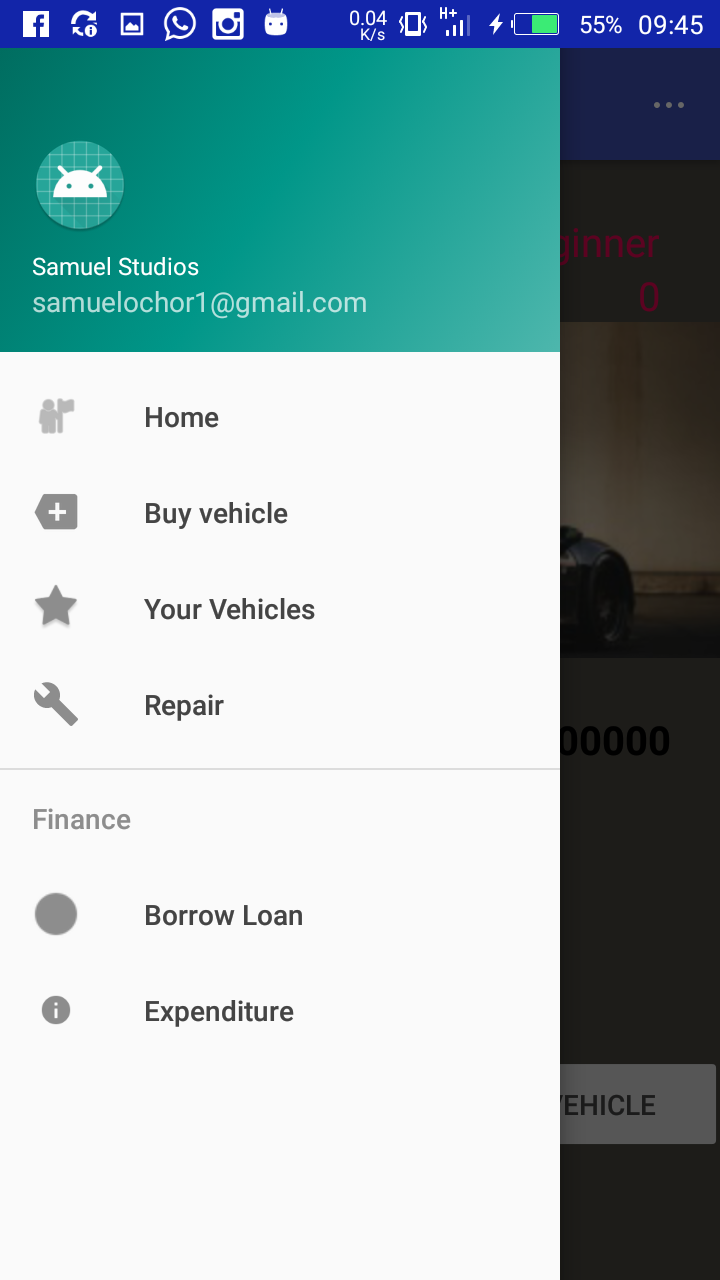 0.04 K/s H+ 55% 09:45
Samuel Studios
samuelochor1@gmail.com
ginner
0
Home
Buy vehicle
Your Vehicles
Repair
00000
Finance
Borrow Loan
Expenditure
VEHICLE